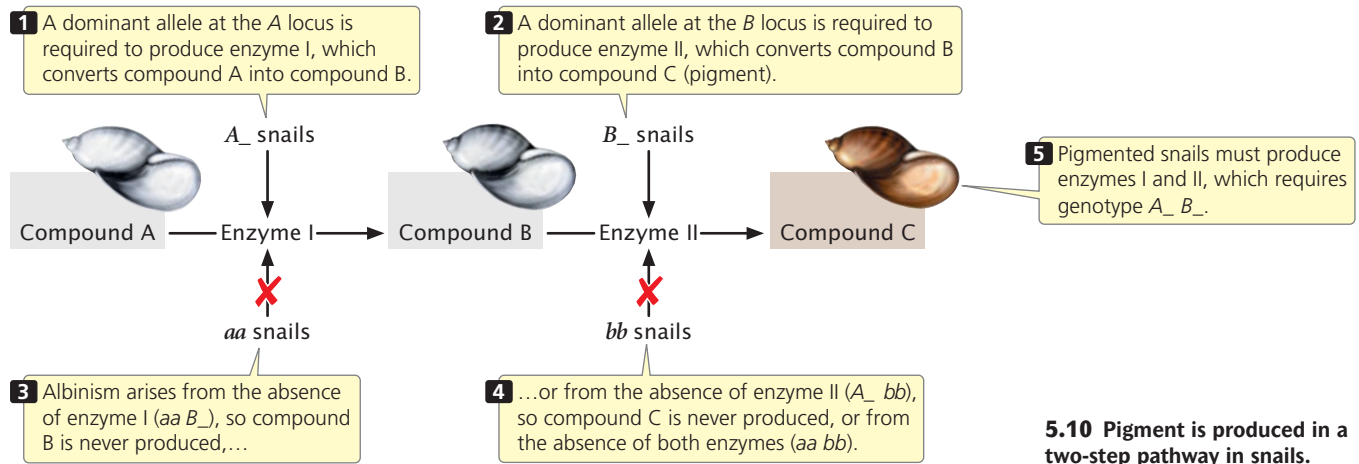 1 A dominant allele at the A locus is
required to produce enzyme I, which
converts compound A into compound B.
2 A dominant allele at the B locus is required to
produce enzyme II, which converts compound B
into compound C (pigment).
A_ snails
B_ snails
5 Pigmented snails must produce
enzymes I and II, which requires
genotype A_ B_.
Compound A
Enzyme I
Compound B
Enzyme II
Compound C
aa snails
bb snails
3 Albinism arises from the absence
of enzyme I (aa B_), so compound
B is never produced,…
4 …or from the absence of enzyme II (A_ bb),
so compound C is never produced, or from
the absence of both enzymes (aa bb).
5.10 Pigment is produced in a
two-step pathway in snails.